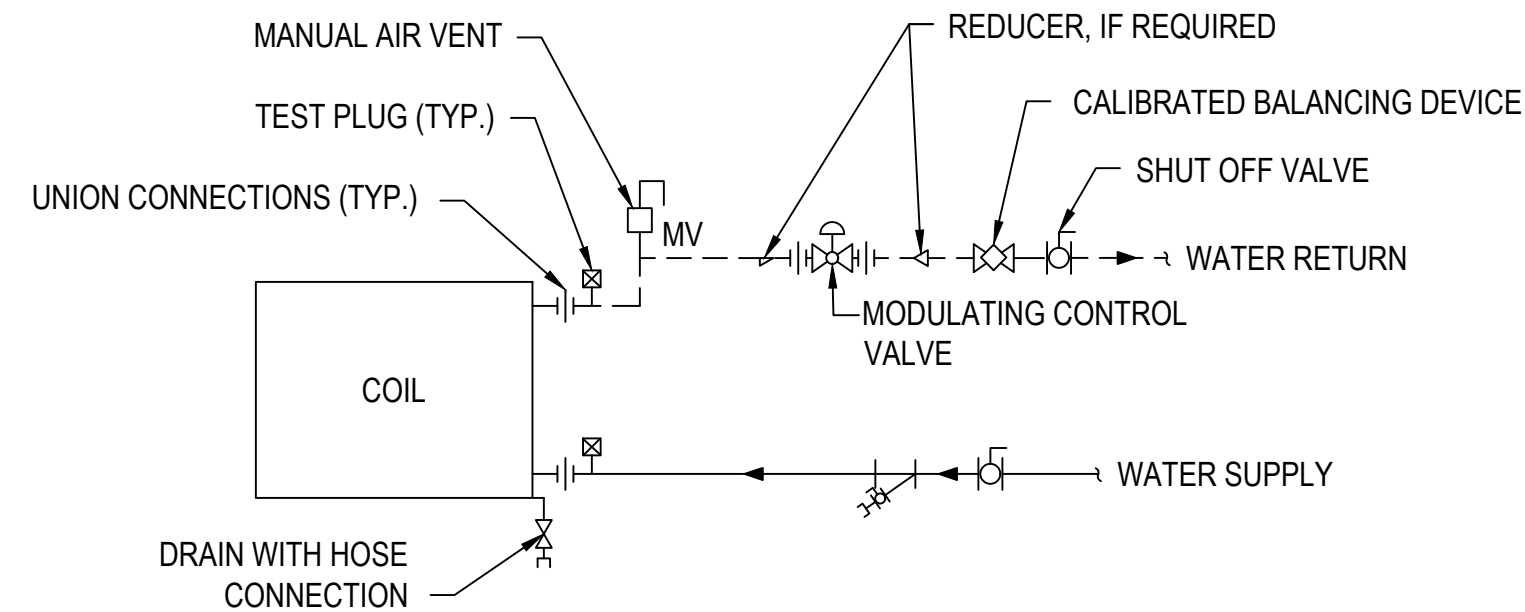 MANUAL AIR VENT
REDUCER, IF REQUIRED
TEST PLUG (TYP.)
CALIBRATED BALANCING DEVICE
UNION CONNECTIONS (TYP.)
SHUT OFF VALVE
MV
WATER RETURN
MODULATING CONTROL
VALVE
COIL
WATER SUPPLY
DRAIN WITH HOSE
CONNECTION